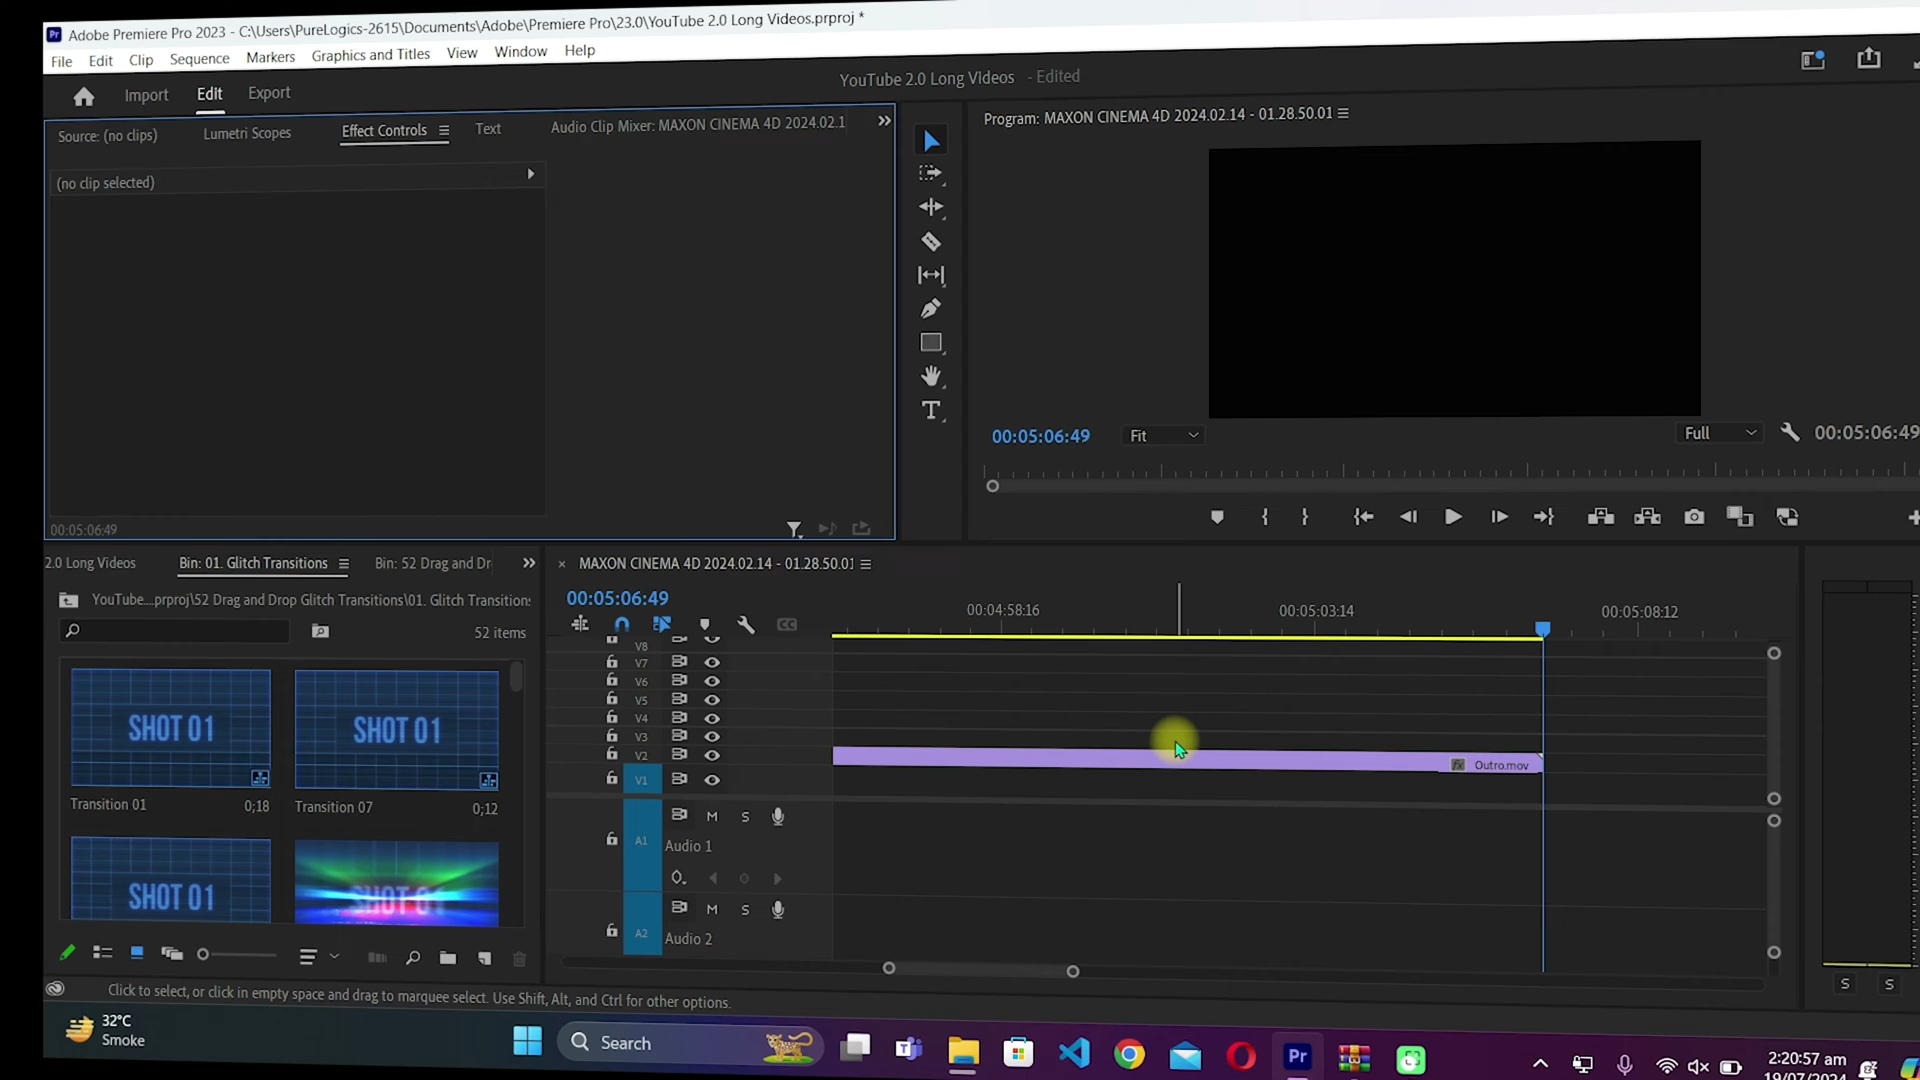 Adobe Premiere Pro 2023 - C:\Users\PureLogics-2615\Documents\Adobe\Premiere Pro\23.0\YouTube 2.0 Long Videos.prproj *
File Edit Clip Sequence Markers Graphics and Titles View Window Help
Import Edit Export
YouTube 2.0 Long VIdeos - Edited
Source: (no clips) Lumetri Scopes Effect Controls Text Audio Clip Mixer: MAXON CINEMA 4D 2024.02.1
Program: MAXON CINEMA 4D 2024.02.14 - 01.28.50.01
(no clip selected)
00:05:06:49 Fit Full 00:05:06:49
00:05:06:49
2.0 Long Videos Bin: 01. Glitch Transitions Bin: 52 Drag and Dr
MAXON CINEMA 4D 2024.02.14 - 01.28.50.01
YouTube....prproj\52 Drag and Drop Glitch Transitions\01. Glitch Transitions
00:05:06:49
52 items
00:04:58:16 00:05:03:14 00:05:08:12
V8
V7
V6
V5
V4
V3
V2
V1
fx Outro.mov
SHOT 01 SHOT 01
Transition 01 0;18 Transition 07 0;12
SHOT 01 SHOT 01
A1 M S
Audio 1
M S
A2 Audio 2
S S
Click to select, or click in empty space and drag to marquee select. Use Shift, Alt, and Ctrl for other options.
32°C
Smoke
Search
2:20:57 am